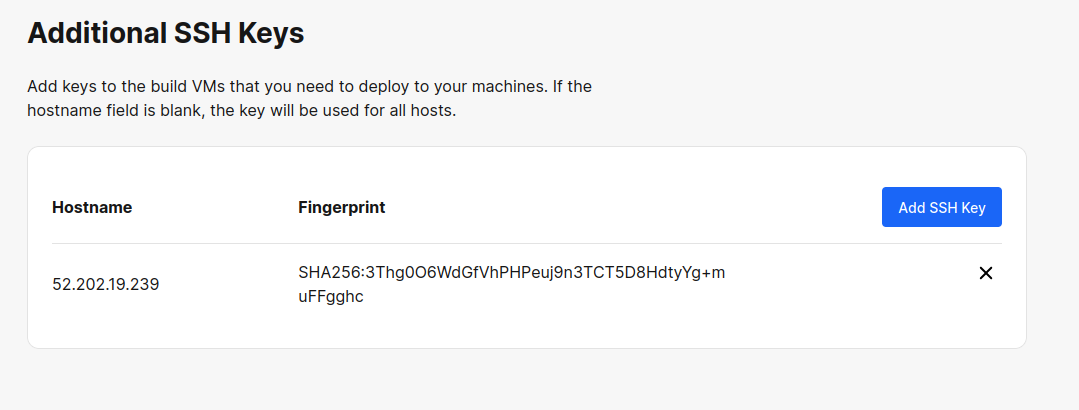 Additional SSH Keys
Add keys to the build VMs that you need to deploy to your machines. If the
hostname field is blank, the key will be used for all hosts.
Hostname Fingerprint Add SSH Key
52.202.19.239 SHA256:3Thg0O6WdGfVhPHPeuj9n3TCT5D8HdtyYg+m
uFFgghc